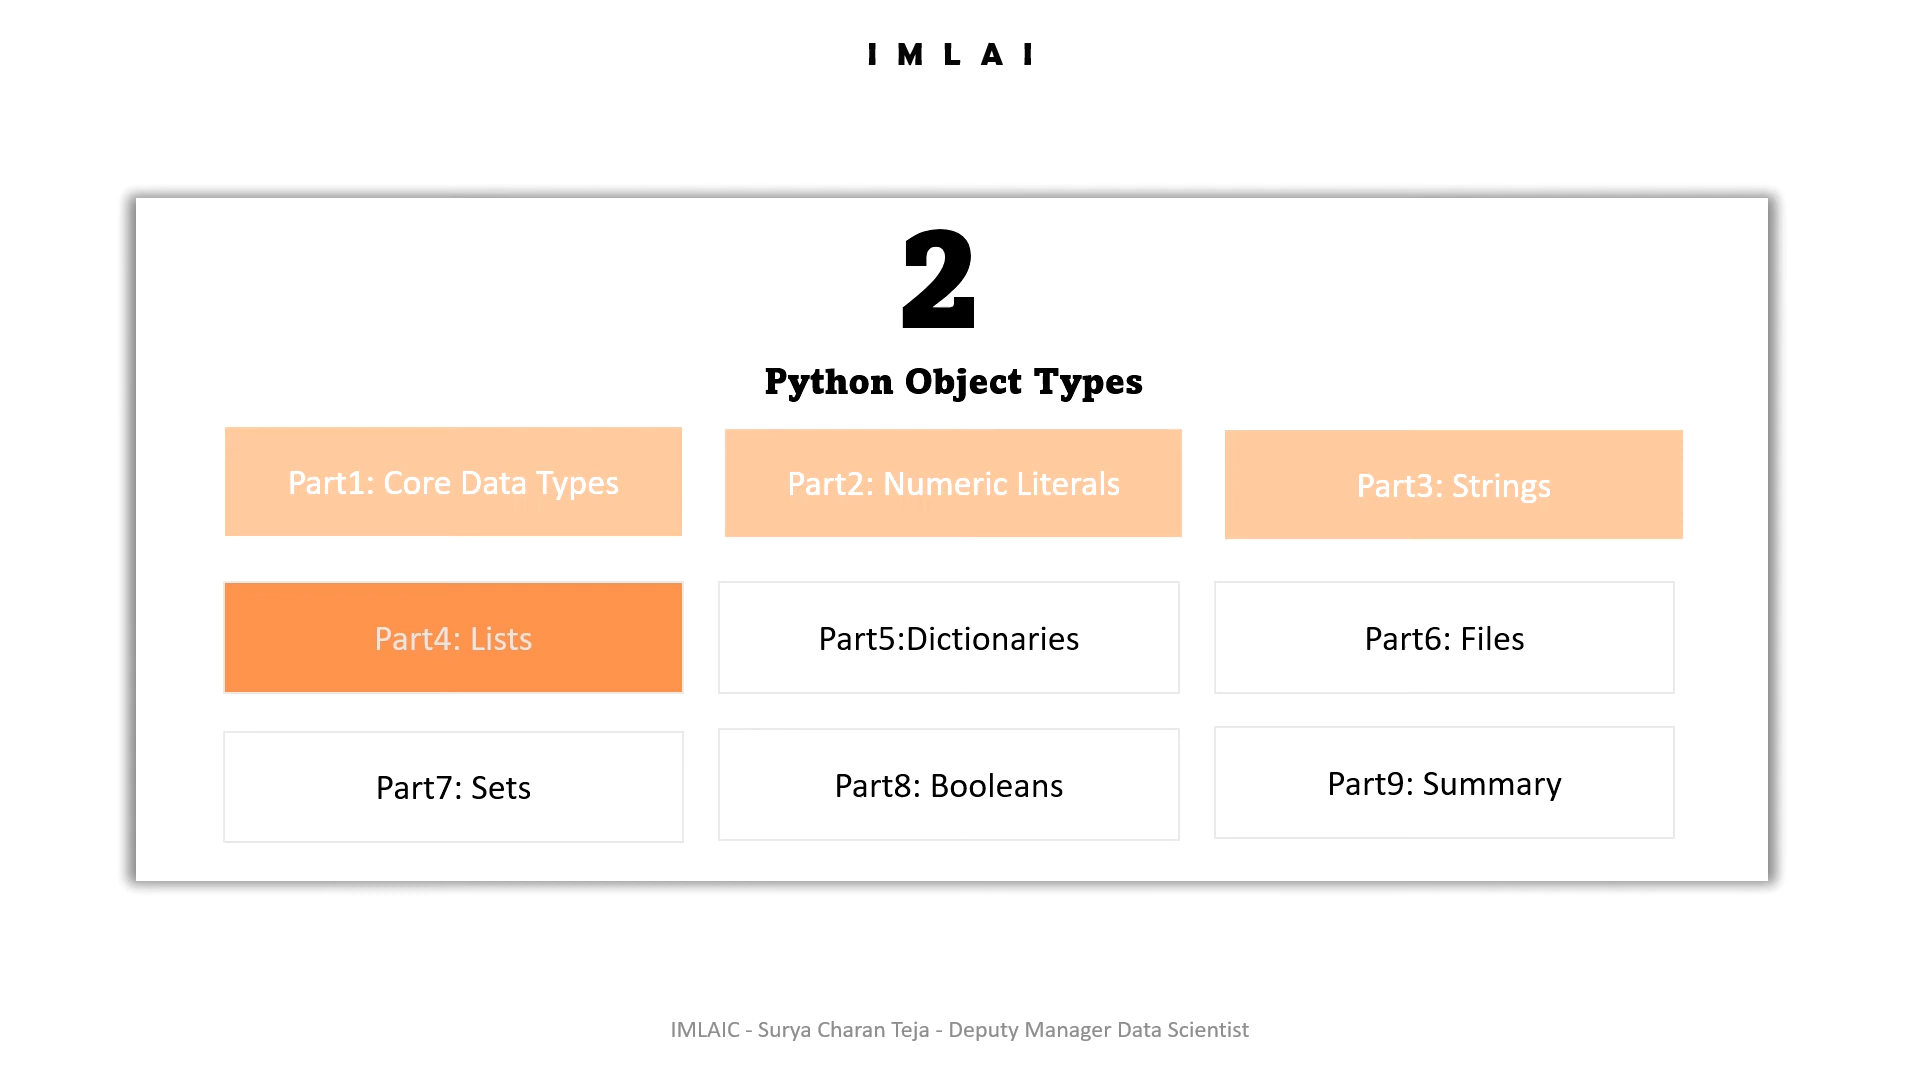 IMLAI
2
Python Object Types
Part1: Core Data Types
Part2: Numeric Literals
Part3: Strings
Part4: Lists
Part5:Dictionaries
Part6: Files
Part7: Sets
Part8: Booleans
Part9: Summary
IMLAIC - Surya Charan Teja - Deputy Manager Data Scientist